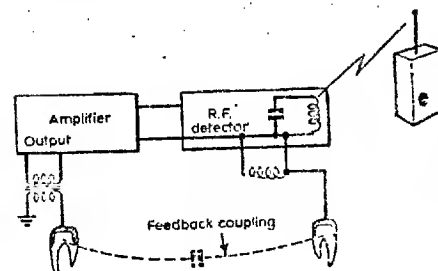 Amplifier
Output
R.F.
detector
Feedback coupling